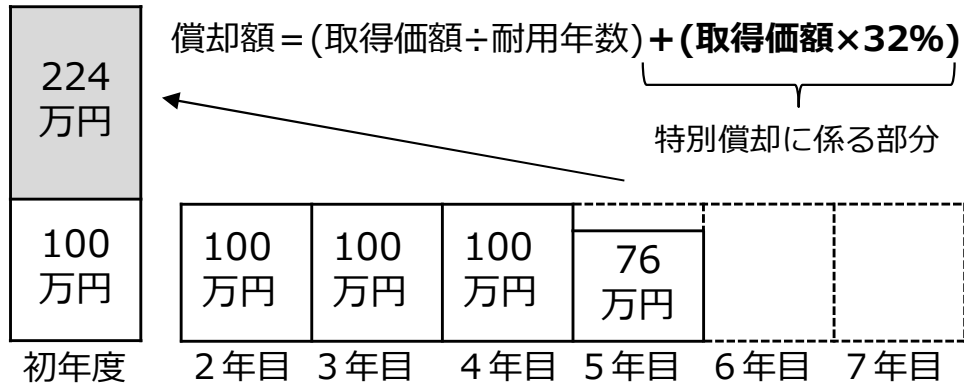 償却額＝(取得価額÷耐用年数)＋(取得価額×32%)
特別償却に係る部分
224
万円
100
万円
100
万円
100
万円
100
万円
76
万円
初年度
２年目
３年目
４年目
５年目
６年目
７年目